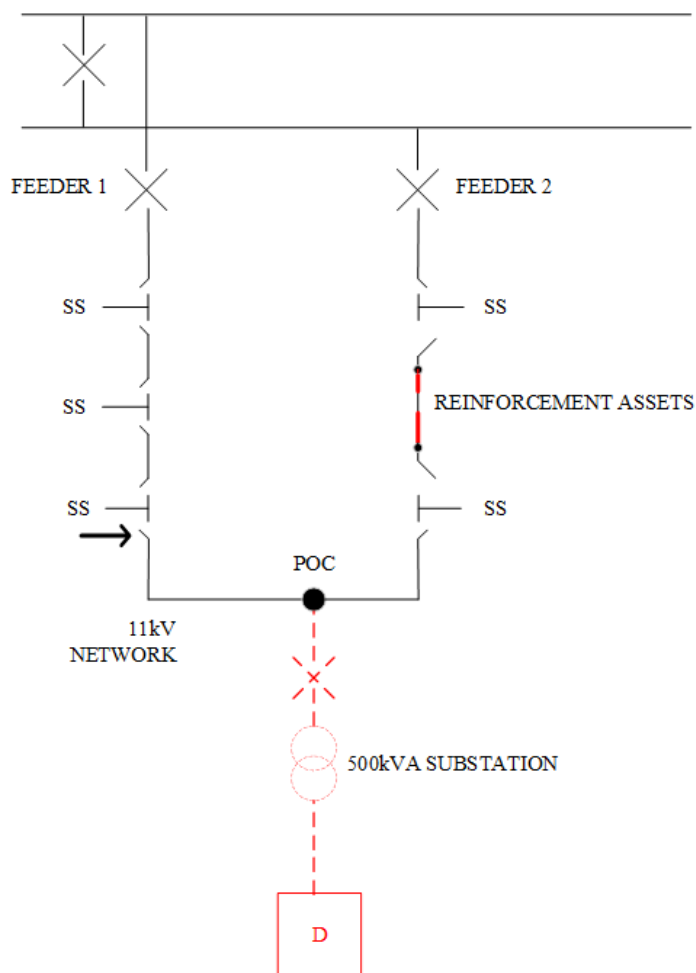 FEEDER 1
FEEDER 2
SS
SS
SS
REINFORCEMENT ASSETS
SS
SS
POC
11kV
NETWORK
500kVA SUBSTATION
D